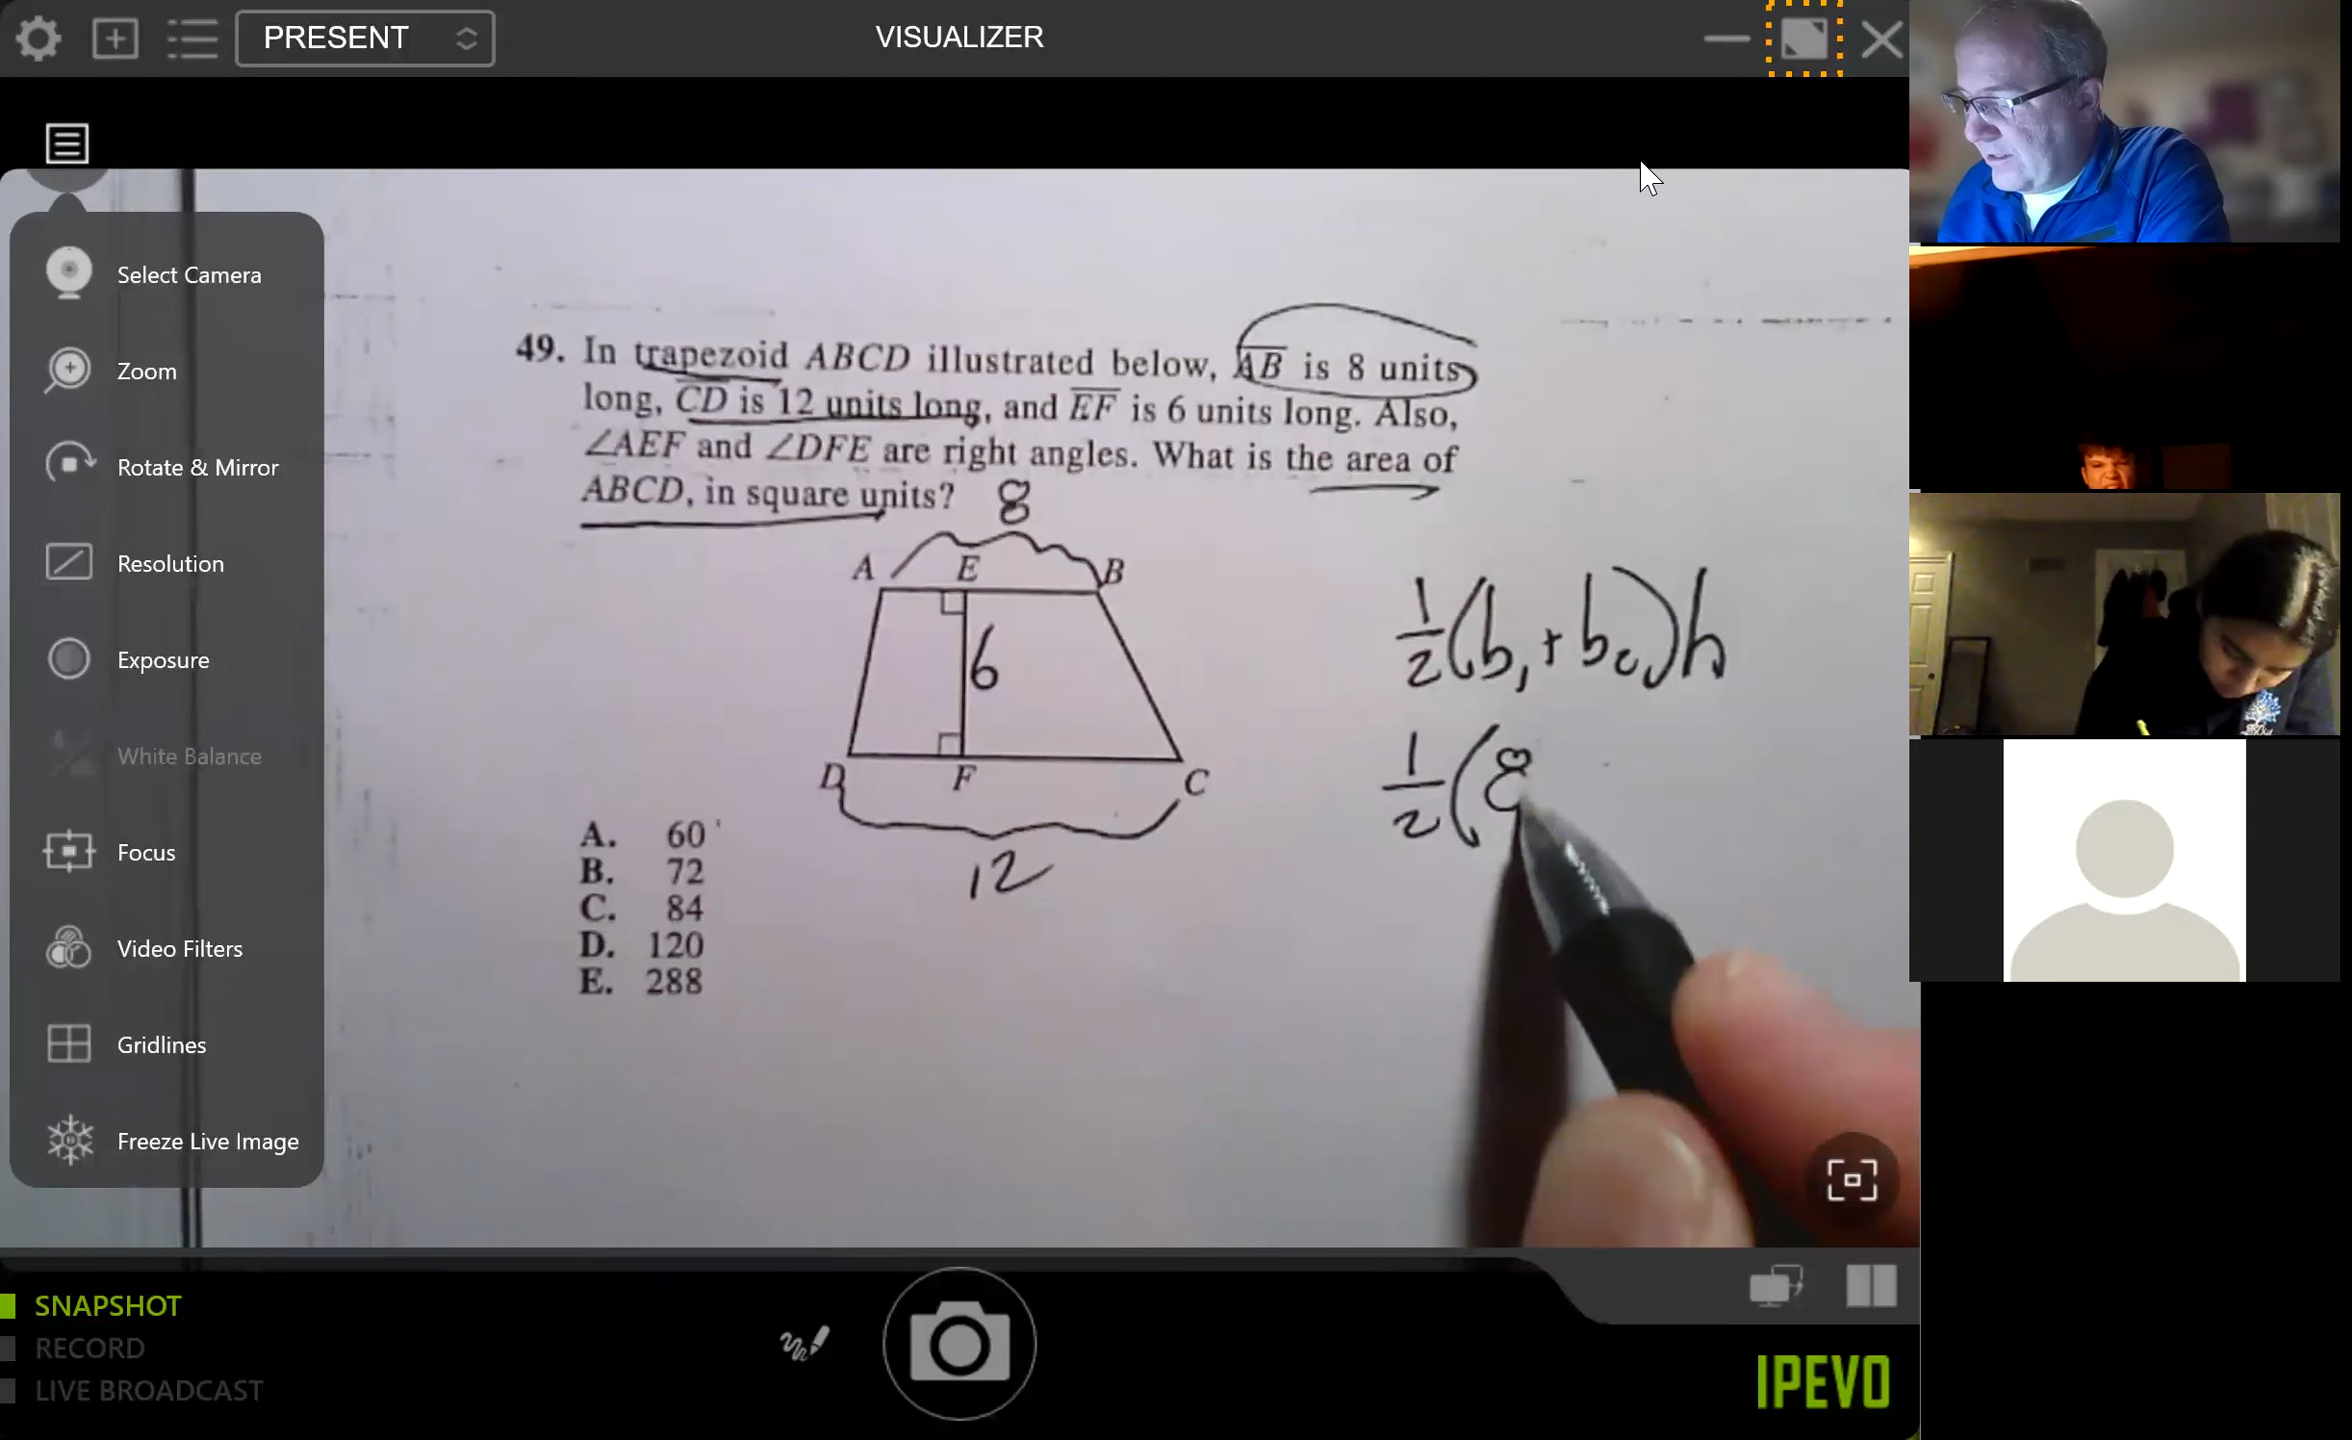 PRESENT
VISUALIZER
Select Camera
Zoom
Rotate & Mirror
Resolution
Exposure
White Balance
Focus
Video Filters
Gridlines
Freeze Live Image
49. In trapezoid ABCD illustrated below, AB is 8 units
long, CD is 12 units long, and EF is 6 units long. Also,
∠AEF and ∠DFE are right angles. What is the area of
ABCD, in square units?
8
A E B
6
D F C
12
A. 60
B. 72
C. 84
D. 120
E. 288
1/2(b₁+b₂)h
1/2(8
SNAPSHOT
RECORD
LIVE BROADCAST
IPEVO